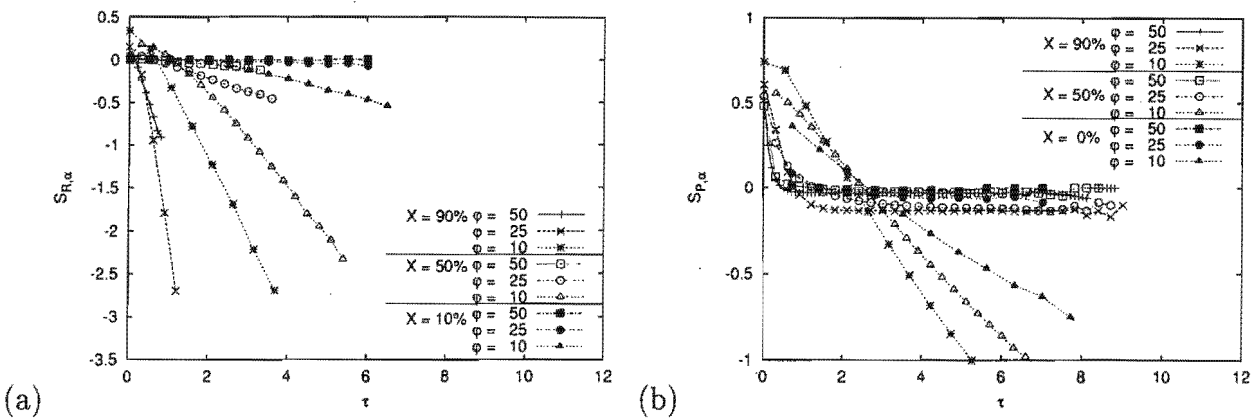 0.5
0
-0.5
-1
-1.5
-2
-2.5
-3
-3.5
S_R,α
0 2 4 6 8 10 12
τ
X = 90% φ = 50
φ = 25
φ = 10
X = 50% φ = 50
φ = 25
φ = 10
X = 10% φ = 50
φ = 25
φ = 10
(a)
1
0.5
0
-0.5
-1
S_P,α
0 2 4 6 8 10 12
τ
X = 90% φ = 50
φ = 25
φ = 10
X = 50% φ = 50
φ = 25
φ = 10
X = 0% φ = 50
φ = 25
φ = 10
(b)